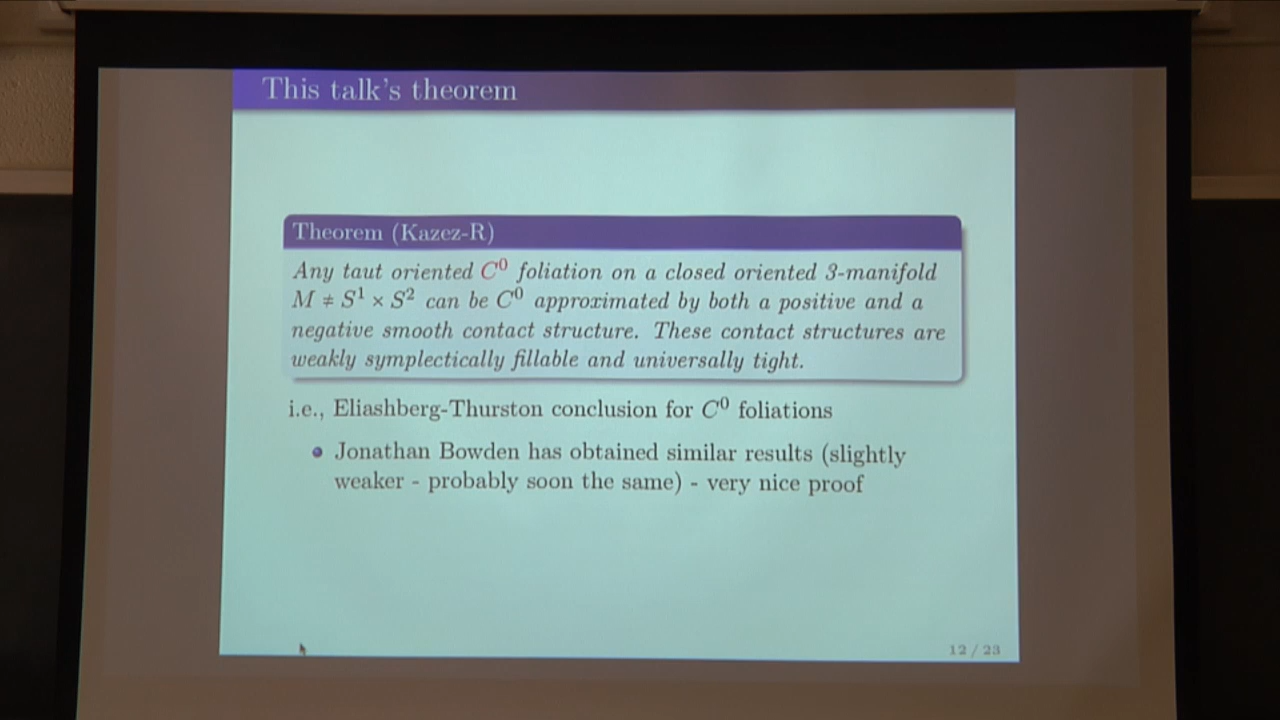 This talk's theorem
Theorem (Kazez-R)
Any taut oriented C⁰ foliation on a closed oriented 3-manifold
M ≠ S¹ × S² can be C⁰ approximated by both a positive and a
negative smooth contact structure. These contact structures are
weakly symplectically fillable and universally tight.
i.e., Eliashberg-Thurston conclusion for C⁰ foliations
• Jonathan Bowden has obtained similar results (slightly
weaker - probably soon the same) - very nice proof
12 / 23